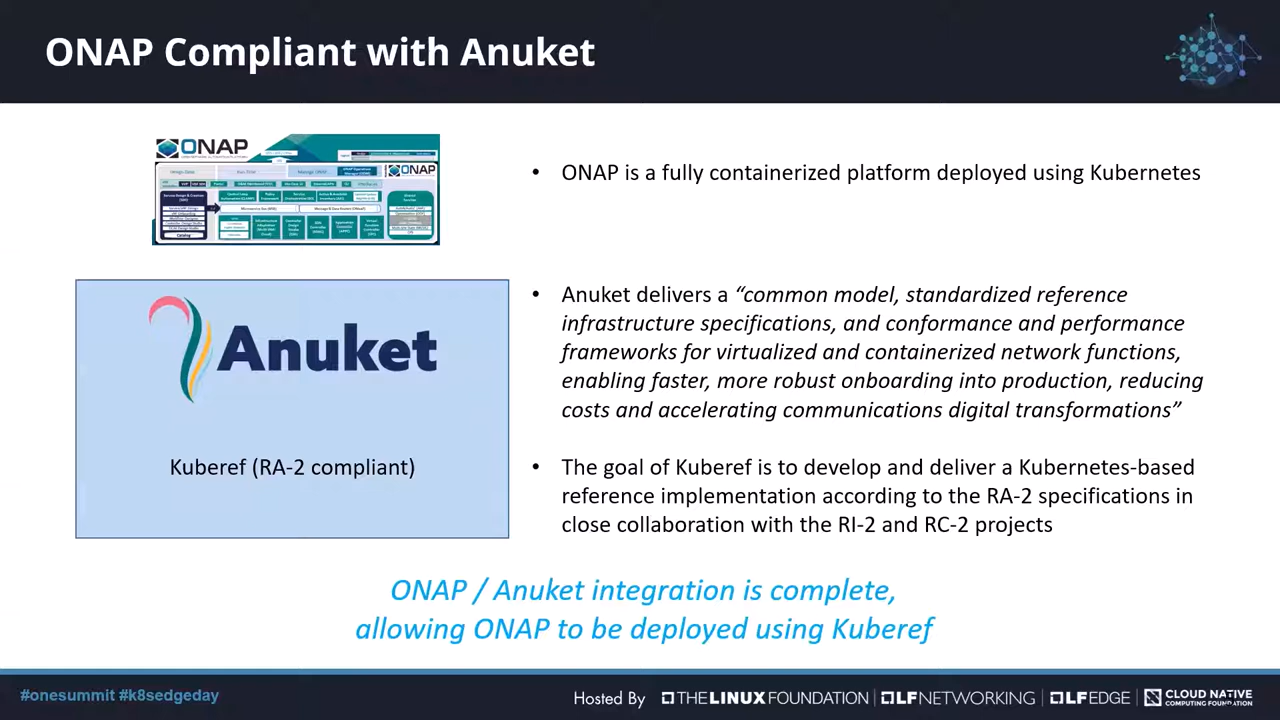 ONAP Compliant with Anuket
ONAP
ONAP
Catalog
• ONAP is a fully containerized platform deployed using Kubernetes
Anuket
Kuberef (RA-2 compliant)
• Anuket delivers a “common model, standardized reference
infrastructure specifications, and conformance and performance
frameworks for virtualized and containerized network functions,
enabling faster, more robust onboarding into production, reducing
costs and accelerating communications digital transformations”
• The goal of Kuberef is to develop and deliver a Kubernetes-based
reference implementation according to the RA-2 specifications in
close collaboration with the RI-2 and RC-2 projects
ONAP / Anuket integration is complete,
allowing ONAP to be deployed using Kuberef
#onesummit #k8sedgeday
Hosted By THE LINUX FOUNDATION | LF NETWORKING | LF EDGE | CLOUD NATIVE
COMPUTING FOUNDATION